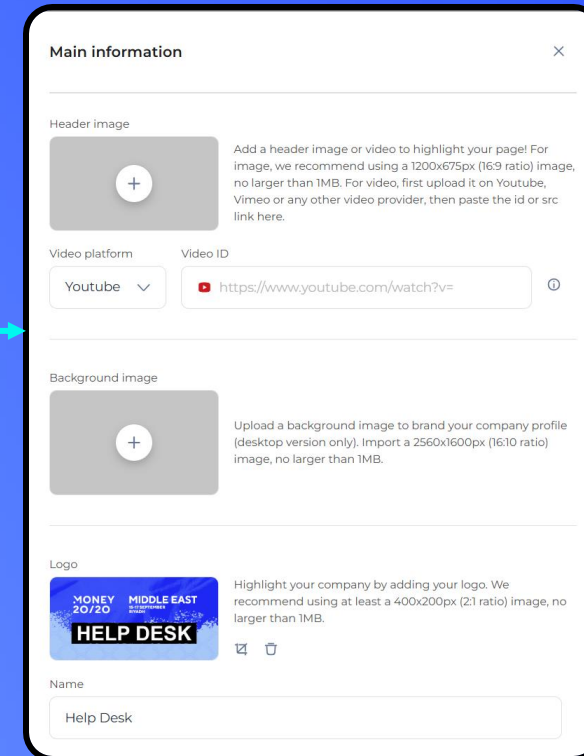 Main information
Header image
Add a header image or video to highlight your page! For
image, we recommend using a 1200x675px (16:9 ratio) image,
no larger than 1MB. For video, first upload it on Youtube,
Vimeo or any other video provider, then paste the id or src
link here.
Video platform
Video ID
Youtube
https://www.youtube.com/watch?v=
Background image
Upload a background image to brand your company profile
(desktop version only). Import a 2560x1600px (16:10 ratio)
image, no larger than 1MB.
Logo
MONEY
20/20
MIDDLE EAST
15-17 SEPTEMBER
RIYADH
HELP DESK
Highlight your company by adding your logo. We
recommend using at least a 400x200px (2:1 ratio) image, no
larger than 1MB.
Name
Help Desk